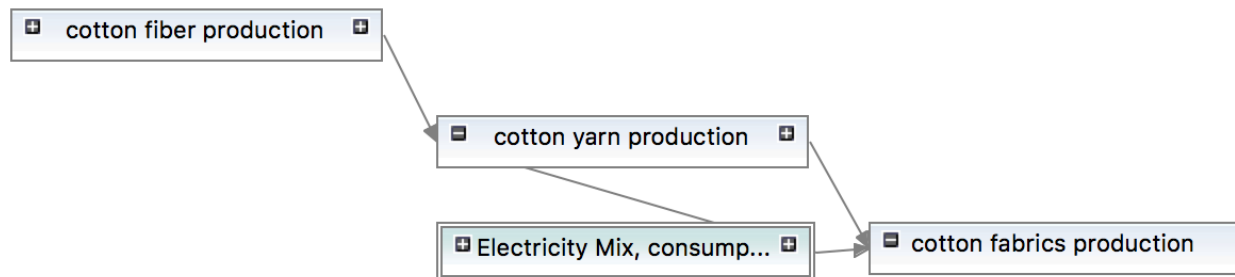 cotton fiber production
cotton yarn production
Electricity Mix, consump...
cotton fabrics production